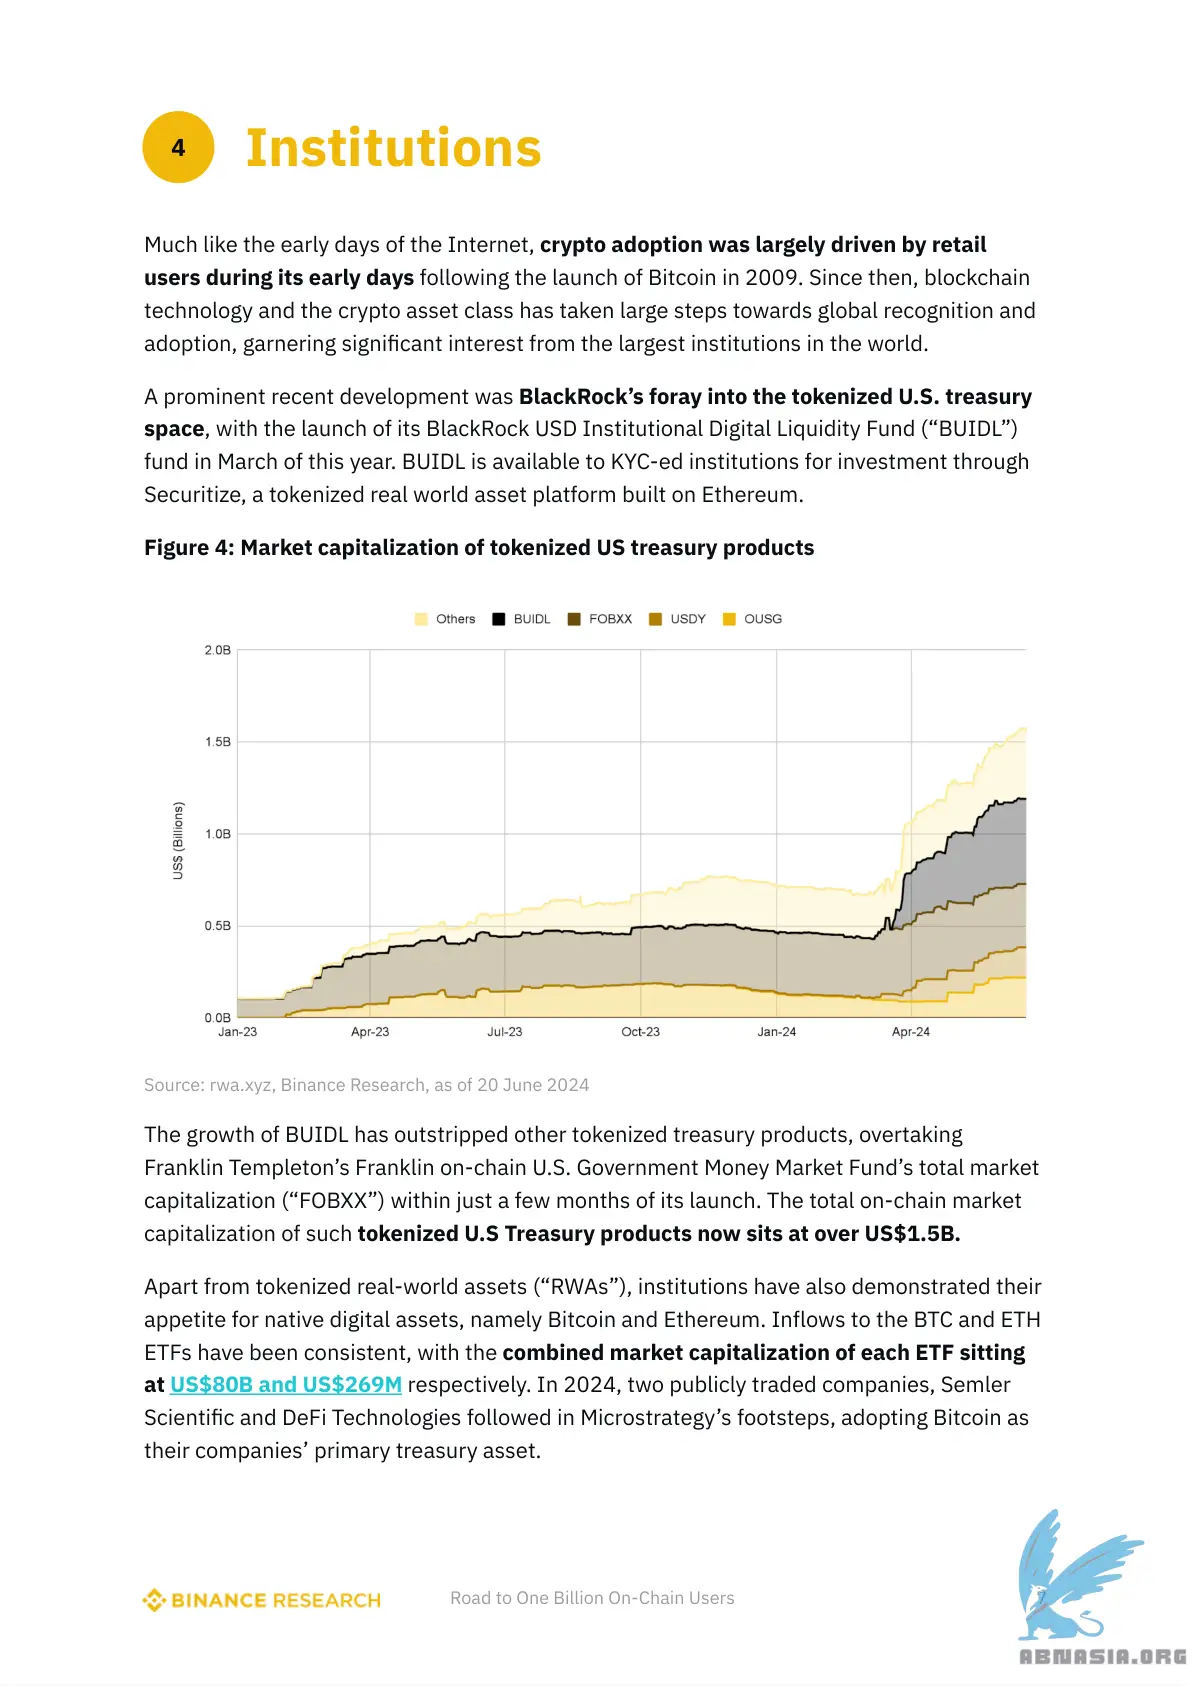 4
Institutions
Much like the early days of the Internet, crypto adoption was largely driven by retail
users during its early days following the launch of Bitcoin in 2009. Since then, blockchain
technology and the crypto asset class has taken large steps towards global recognition and
adoption, garnering significant interest from the largest institutions in the world.
A prominent recent development was BlackRock’s foray into the tokenized U.S. treasury
space, with the launch of its BlackRock USD Institutional Digital Liquidity Fund (“BUIDL”)
fund in March of this year. BUIDL is available to KYC-ed institutions for investment through
Securitize, a tokenized real world asset platform built on Ethereum.
Figure 4: Market capitalization of tokenized US treasury products
Others BUIDL FOBXX USDY OUSG
2.0B
1.5B
1.0B
0.5B
0.0B
US$ (Billions)
Jan-23 Apr-23 Jul-23 Oct-23 Jan-24 Apr-24
Source: rwa.xyz, Binance Research, as of 20 June 2024
The growth of BUIDL has outstripped other tokenized treasury products, overtaking
Franklin Templeton’s Franklin on-chain U.S. Government Money Market Fund’s total market
capitalization (“FOBXX”) within just a few months of its launch. The total on-chain market
capitalization of such tokenized U.S Treasury products now sits at over US$1.5B.
Apart from tokenized real-world assets (“RWAs”), institutions have also demonstrated their
appetite for native digital assets, namely Bitcoin and Ethereum. Inflows to the BTC and ETH
ETFs have been consistent, with the combined market capitalization of each ETF sitting
at US$80B and US$269M respectively. In 2024, two publicly traded companies, Semler
Scientific and DeFi Technologies followed in Microstrategy’s footsteps, adopting Bitcoin as
their companies’ primary treasury asset.
BINANCE RESEARCH
Road to One Billion On-Chain Users
ABNASIA.ORG